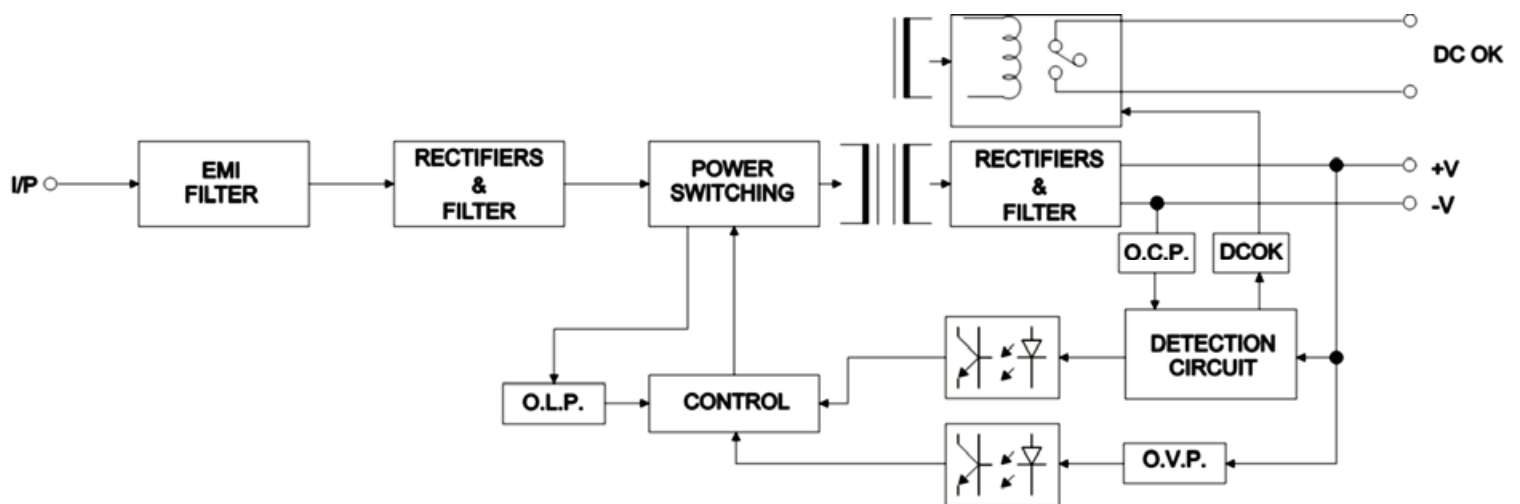 DC OK
I/P
EMI
FILTER
RECTIFIERS
&
FILTER
POWER
SWITCHING
RECTIFIERS
&
FILTER
+V
-V
O.C.P.
DCOK
DETECTION
CIRCUIT
O.L.P.
CONTROL
O.V.P.